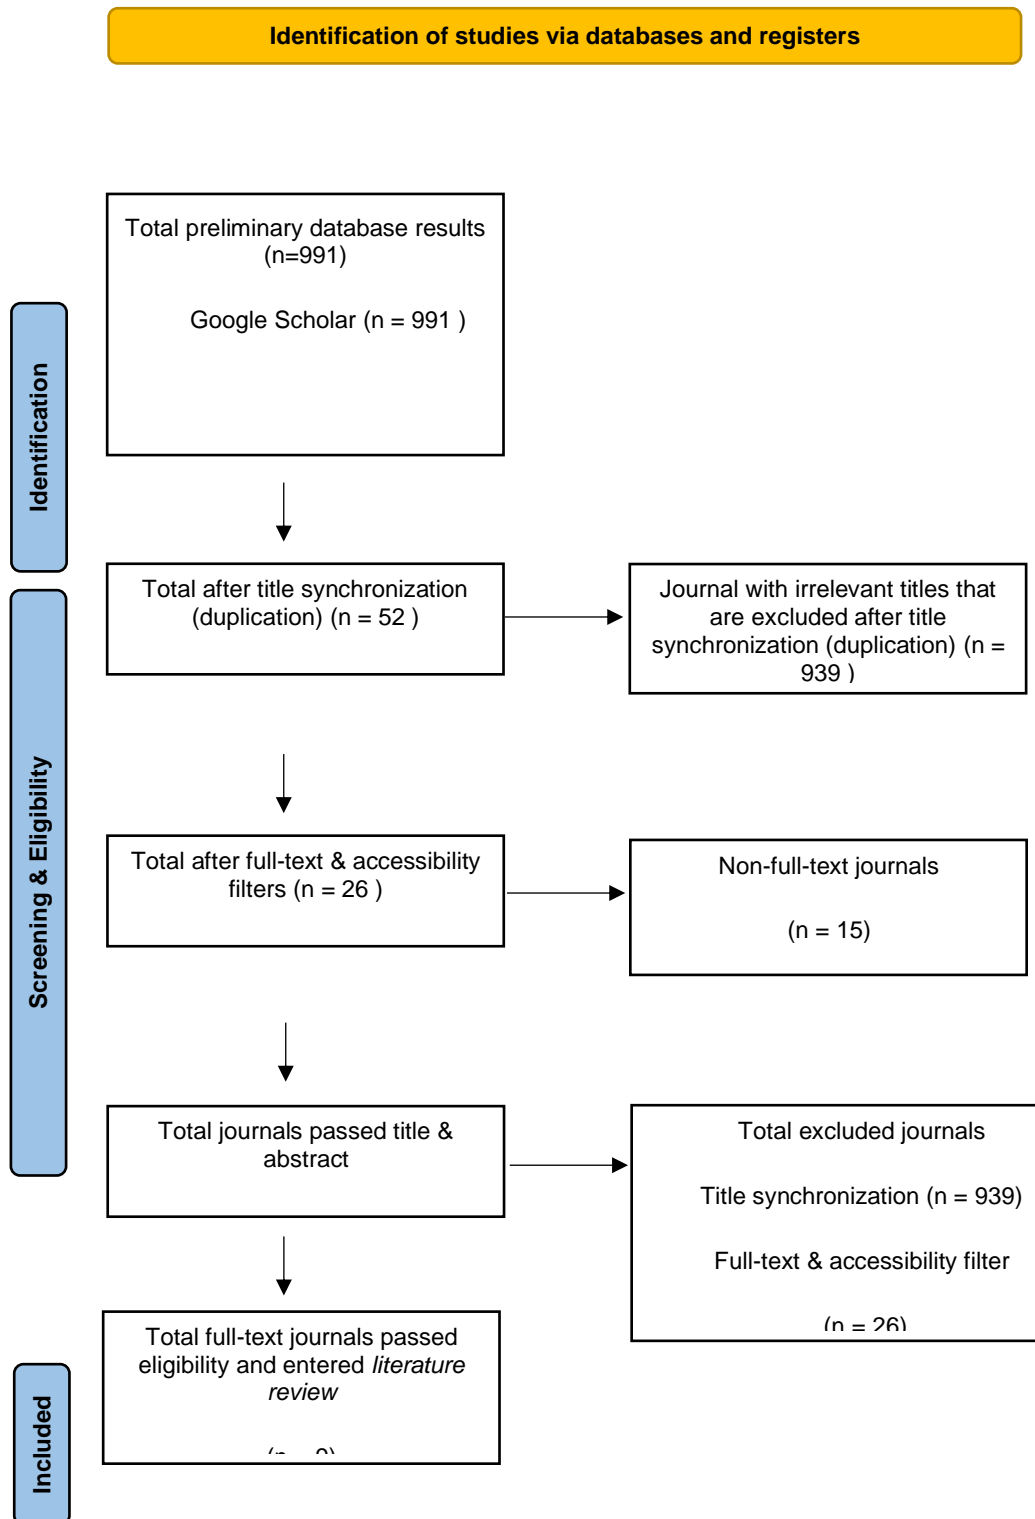 Identification of studies via databases and registers
Total preliminary database results
(n=991)
Google Scholar (n = 991 )
Identification
Total after title synchronization
(duplication) (n = 52 )
Journal with irrelevant titles that
are excluded after title
synchronization (duplication) (n =
939 )
Screening & Eligibility
Total after full-text & accessibility
filters (n = 26 )
Non-full-text journals
(n = 15)
Total journals passed title &
abstract
Total excluded journals
Title synchronization (n = 939)
Full-text & accessibility filter
(n = 26)
Total full-text journals passed
eligibility and entered literature
review
Included